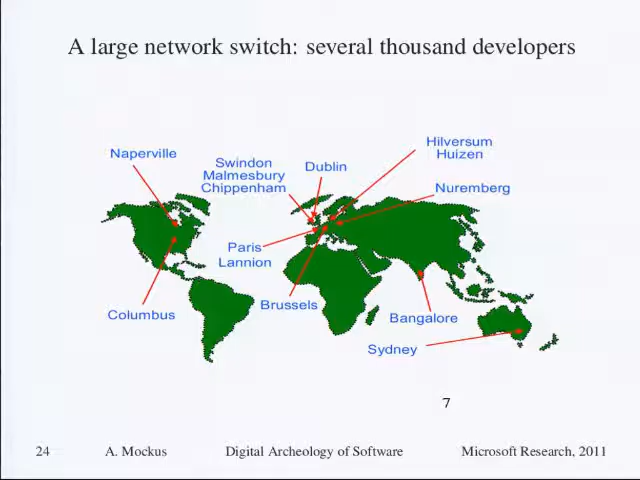 A large network switch: several thousand developers
Hilversum
Huizen
Naperville
Swindon
Malmesbury
Chippenham
Dublin
Nuremberg
Paris
Lannion
Columbus
Brussels
Bangalore
Sydney
7
24 A. Mockus Digital Archeology of Software Microsoft Research, 2011